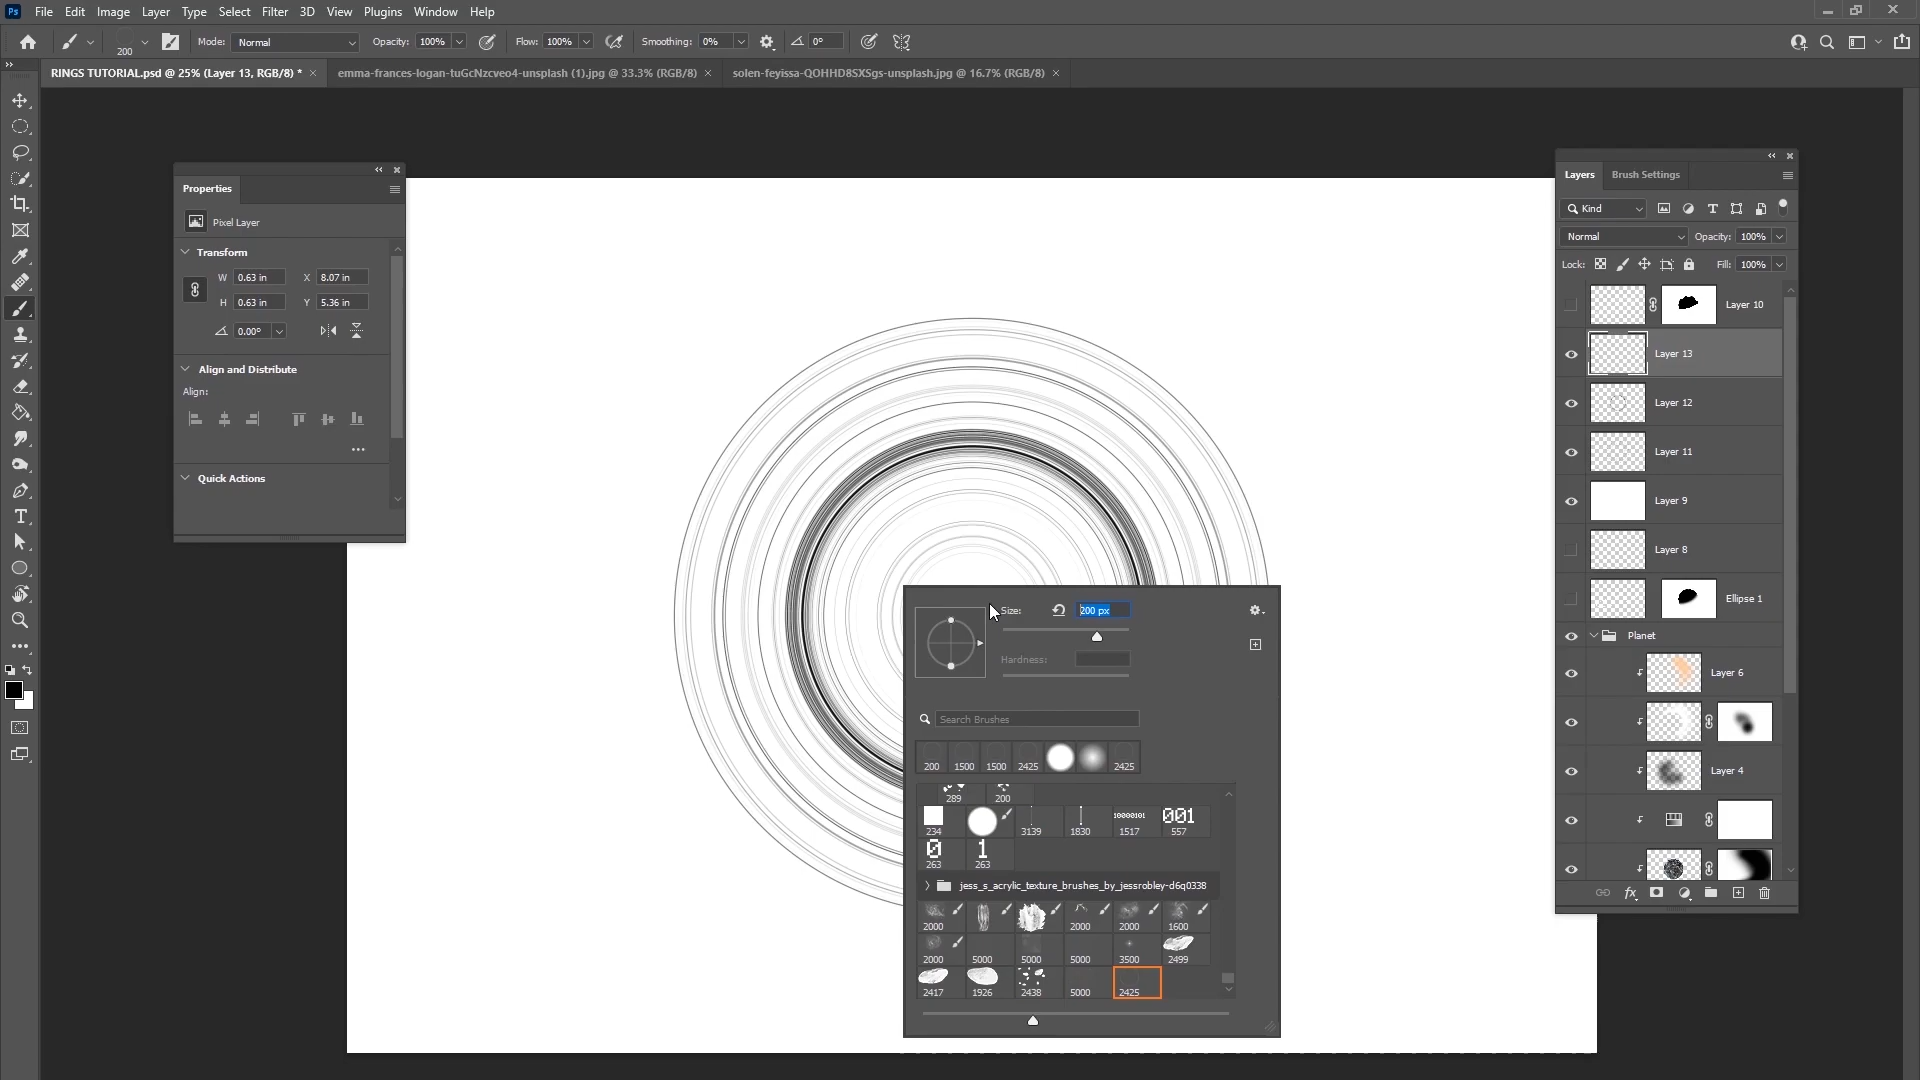 Ps File Edit Image Layer Type Select Filter 3D View Plugins Window Help
200 Mode: Normal Opacity: 100% Flow: 100% Smoothing: 0% 0°
RINGS TUTORIAL.psd @ 25% (Layer 13, RGB/8) * × emma-frances-logan-tuGcNzcveo4-unsplash (1).jpg @ 33.3% (RGB/8) × solen-feyissa-QOHHD8SXSgs-unsplash.jpg @ 16.7% (RGB/8) ×
Properties
Pixel Layer
Transform
W 0.63 in X 8.07 in
H 0.63 in Y 5.36 in
0.00°
Align and Distribute
Align:
Quick Actions
Size: 200 px
Hardness:
Search Brushes
200 1500 1500 2425 2425
289 200
10000101 001
234 3139 1830 1517 557
0 1
263 263
jess_s_acrylic_texture_brushes_by_jessrobley-d6q0338
2000 2000 2000 1600
2000 5000 5000 5000 3500 2499
2417 1926 2438 5000 2425
Layers Brush Settings
Kind
Normal Opacity: 100%
Lock: Fill: 100%
Layer 10
Layer 13
Layer 12
Layer 11
Layer 9
Layer 8
Ellipse 1
Planet
Layer 6
Layer 4
fx